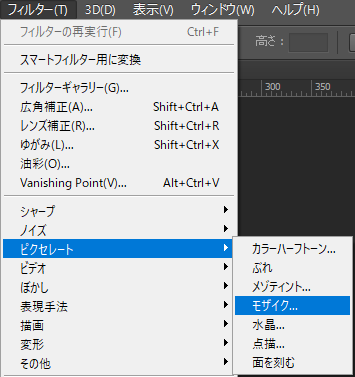 フィルター(T) 3D(D) 表示(V) ウィンドウ(W) ヘルプ(H)
フィルターの再実行(F) Ctrl+F
高さ:
スマートフィルター用に変換
フィルターギャラリー(G)...
300 350
広角補正(A)... Shift+Ctrl+A
レンズ補正(R)... Shift+Ctrl+R
ゆがみ(L)... Shift+Ctrl+X
油彩(O)...
Vanishing Point(V)... Alt+Ctrl+V
シャープ
ノイズ
ピクセレート
ビデオ
ぼかし
表現手法
描画
変形
その他
カラーハーフトーン...
ぶれ
メゾティント...
モザイク...
水晶...
点描...
面を刻む